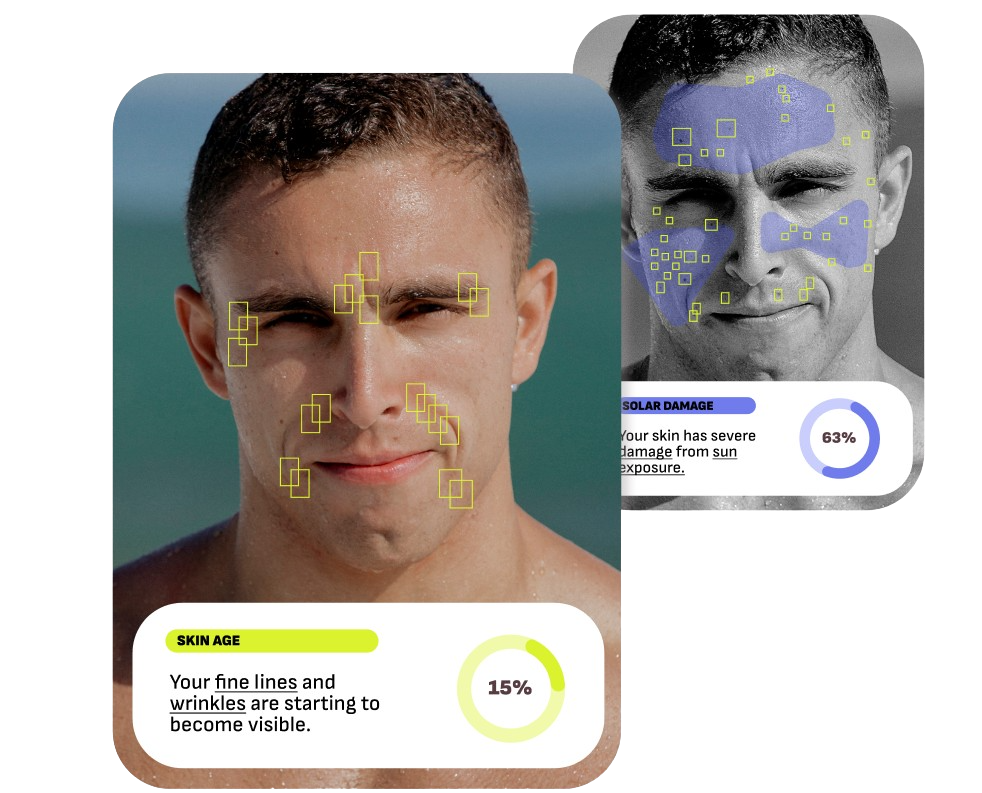 SKIN AGE
Your fine lines and
wrinkles are starting to
become visible.
15%
SOLAR DAMAGE
Your skin has severe
damage from sun
exposure.
63%